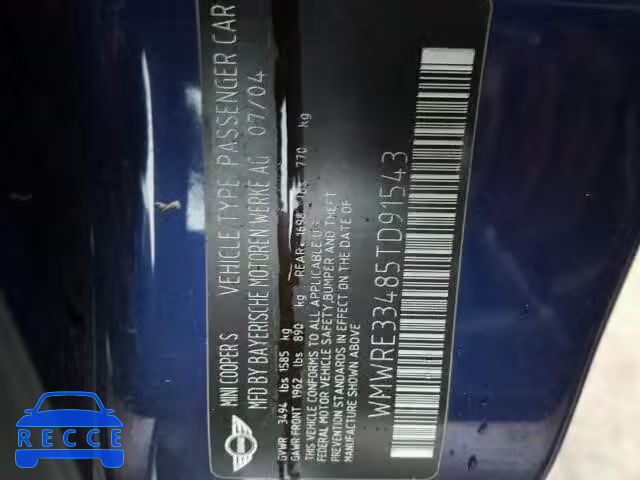 MINI COOPER S VEHICLE TYPE PASSENGER CAR
MFD BY BAYERISCHE MOTOREN WERKE AG 07/04
GVWR 3494 lbs 1585 kg
GAWR FRONT 1962 lbs 890 kg REAR 1698 770 kg
THIS VEHICLE CONFORMS TO ALL APPLICABLE U.S.
FEDERAL MOTOR VEHICLE SAFETY, BUMPER AND THEFT
PREVENTION STANDARDS IN EFFECT ON THE DATE OF
MANUFACTURE SHOWN ABOVE
WMWRE33485TD91543
RECCE